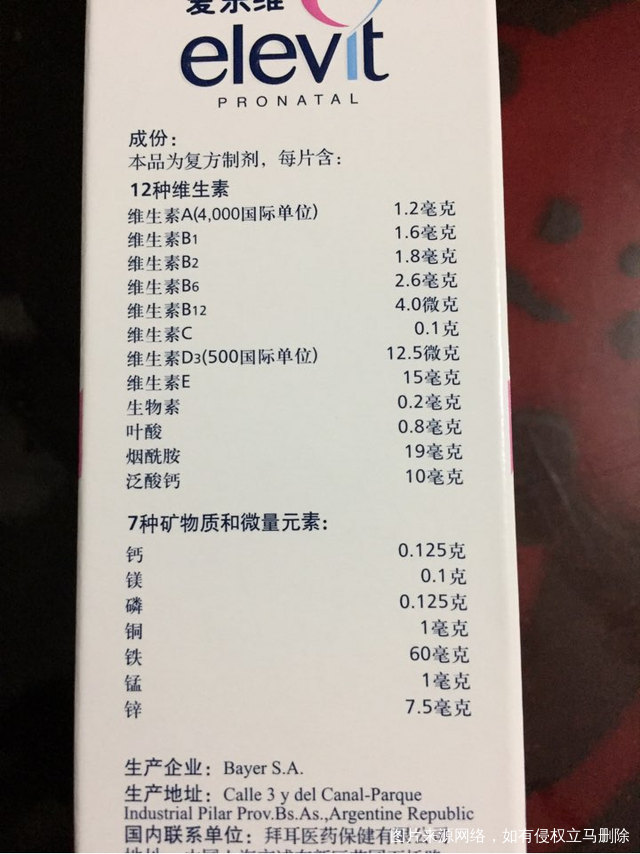 爱乐维
elevit
PRONATAL
成份：
本品为复方制剂，每片含：
12种维生素
维生素A(4,000国际单位) 1.2毫克
维生素B1 1.6毫克
维生素B2 1.8毫克
维生素B6 2.6毫克
维生素B12 4.0微克
维生素C 0.1克
维生素D3(500国际单位) 12.5微克
维生素E 15毫克
生物素 0.2毫克
叶酸 0.8毫克
烟酰胺 19毫克
泛酸钙 10毫克
7种矿物质和微量元素：
钙 0.125克
镁 0.1克
磷 0.125克
铜 1毫克
铁 60毫克
锰 1毫克
锌 7.5毫克
生产企业：Bayer S.A.
生产地址：Calle 3 y del Canal-Parque
Industrial Pilar Prov.Bs.As.,Argentine Republic
国内联系单位：拜耳医药保健有
图片来源网络，如有侵权立马删除